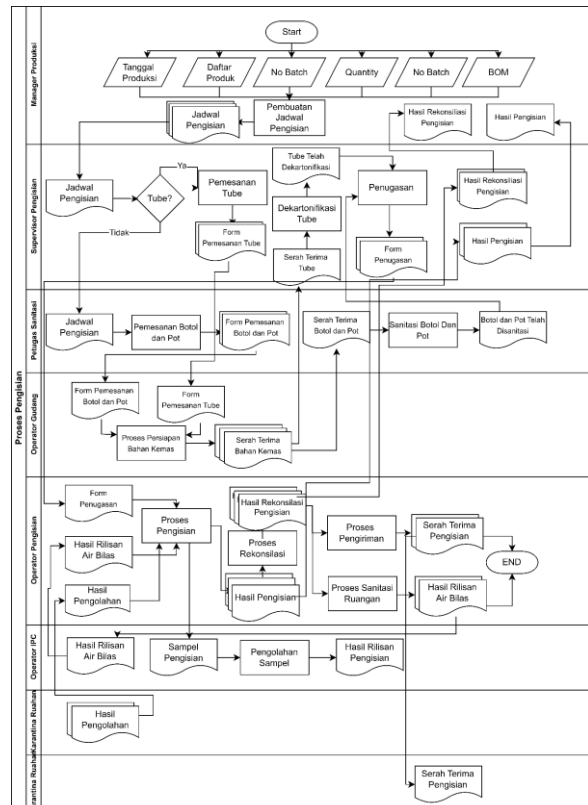 Proses Pengisian
Manager Produksi
Start
Tanggal
Produksi
Daftar
Produk
No Batch
Quantity
No Batch
BOM
Jadwal
Pengisian
Pembuatan
Jadwal
Pengisian
Hasil Rekonsiliasi
Pengisian
Hasil Pengisian
Supervisor Pengisian
Jadwal
Pengisian
Tube?
Ya
Tidak
Pemesanan
Tube
Form
Pemesanan Tube
Tube Telah
Dekartonifikasi
Dekartonifikasi
Tube
Serah Terima
Tube
Penugasan
Form
Penugasan
Hasil Rekonsiliasi
Pengisian
Hasil Pengisian
Petugas Sanitasi
Jadwal
Pengisian
Pemesanan Botol
dan Pot
Form Pemesanan
Botol dan Pot
Serah Terima
Botol dan Pot
Sanitasi Botol Dan
Pot
Botol dan Pot Telah
Disanitasi
Operator Gudang
Form Pemesanan
Botol dan Pot
Form
Pemesanan Tube
Proses Persiapan
Bahan Kemas
Serah Terima
Bahan Kemas
Operator Pengisian
Form
Penugasan
Hasil Rilisan
Air Bilas
Hasil
Pengolahan
Proses
Pengisian
Hasil Rekonsilasi
Pengisian
Proses
Rekonsilasi
Hasil Pengisian
Proses
Pengiriman
Proses Sanitasi
Ruangan
Serah Terima
Pengisian
Hasil Rilisan
Air Bilas
END
Operator IPC
Hasil Rilisan
Air Bilas
Sampel
Pengisian
Pengolahan
Sampel
Hasil Rilisan
Pengisian
Karantina Ruahan
Hasil
Pengolahan
Karantina Ruahan
Serah Terima
Pengisian